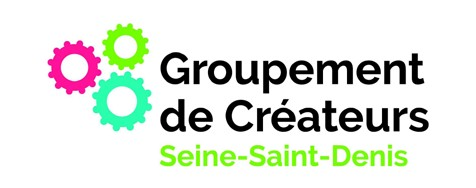 Groupement
de Créateurs
Seine-Saint-Denis